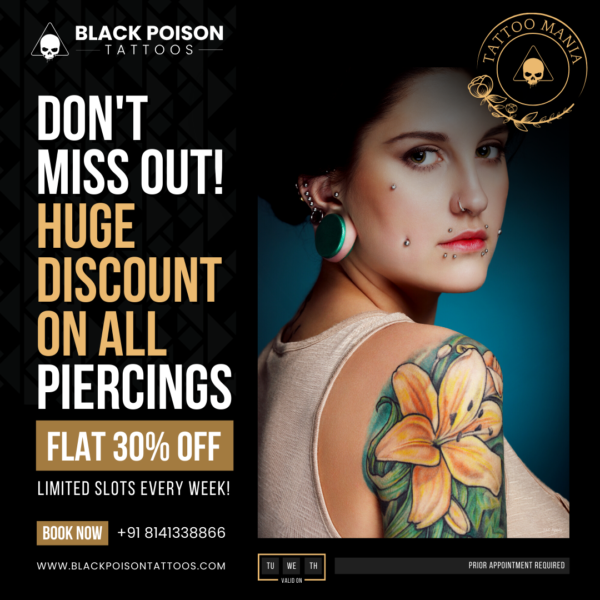 BLACK POISON
TATTOOS
TATTOO MANIA
DON'T
MISS OUT!
HUGE
DISCOUNT
ON ALL
PIERCINGS
FLAT 30% OFF
LIMITED SLOTS EVERY WEEK!
BOOK NOW +91 8141338866
WWW.BLACKPOISONTATTOOS.COM
TU WE TH
VALID ON
PRIOR APPOINTMENT REQUIRED